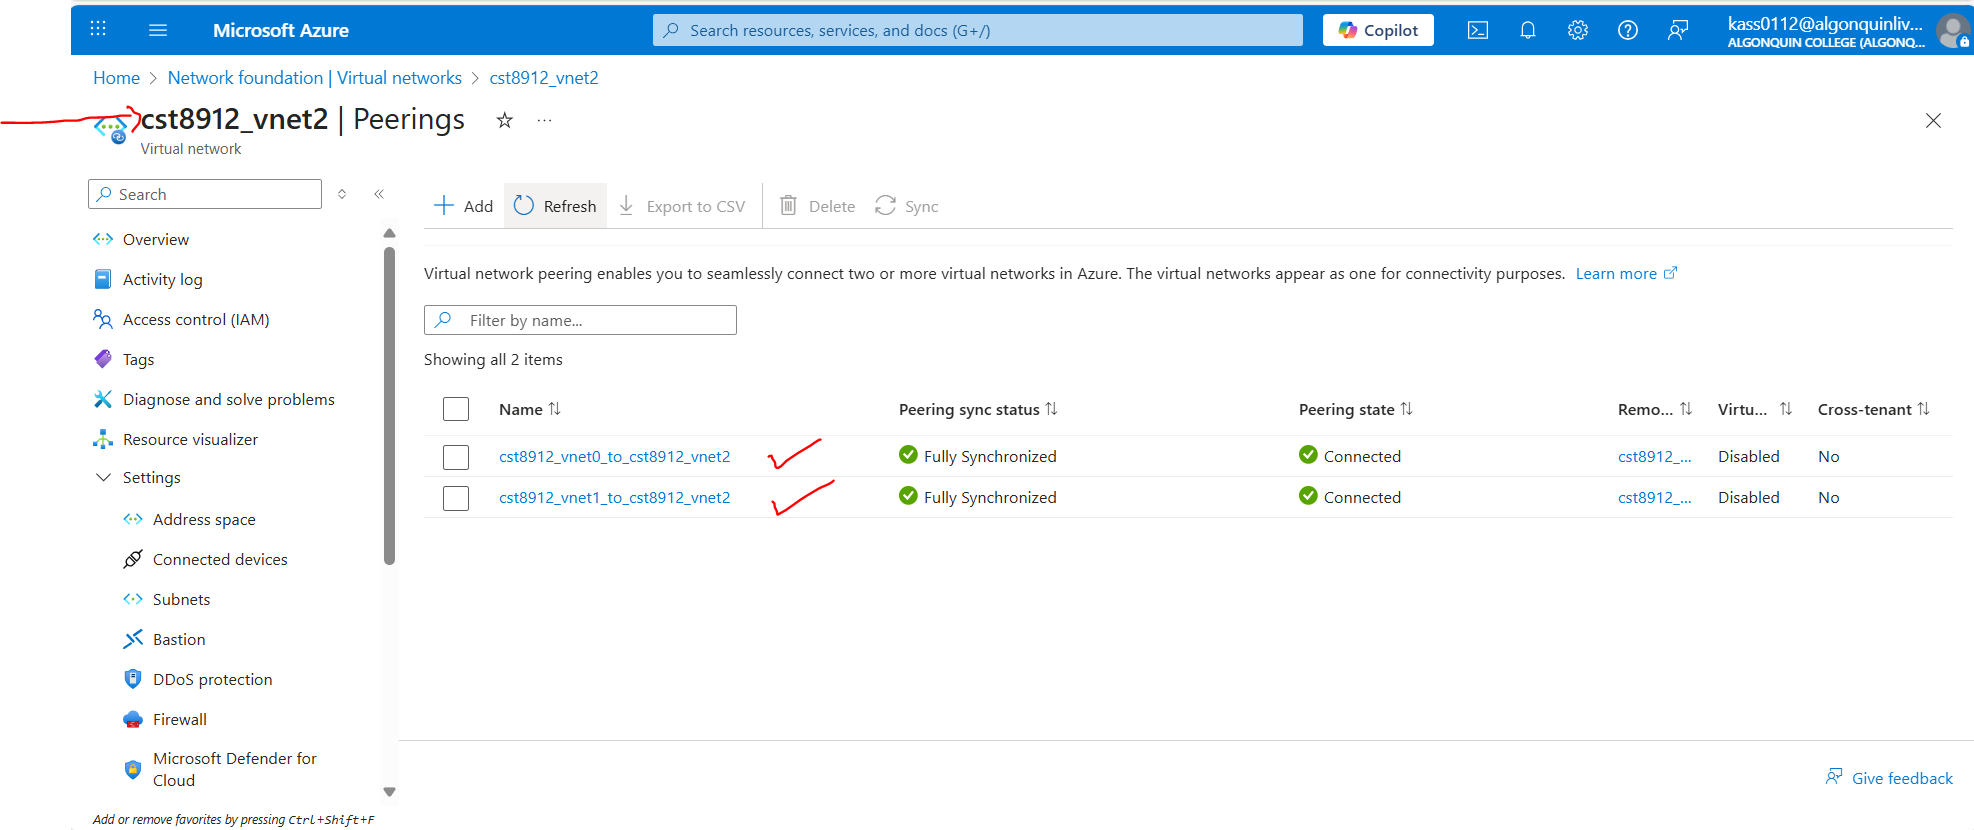 Microsoft Azure
Search resources, services, and docs (G+/)
Copilot
kass0112@algonquinliv...
ALGONQUIN COLLEGE (ALGONQ...
Home > Network foundation | Virtual networks > cst8912_vnet2
cst8912_vnet2 | Peerings
Virtual network
Search
Overview
Activity log
Access control (IAM)
Tags
Diagnose and solve problems
Resource visualizer
Settings
Address space
Connected devices
Subnets
Bastion
DDoS protection
Firewall
Microsoft Defender for
Cloud
Add or remove favorites by pressing Ctrl+Shift+F
Add Refresh Export to CSV Delete Sync
Virtual network peering enables you to seamlessly connect two or more virtual networks in Azure. The virtual networks appear as one for connectivity purposes. Learn more
Filter by name...
Showing all 2 items
Name Peering sync status Peering state Remo... Virtu... Cross-tenant
cst8912_vnet0_to_cst8912_vnet2 Fully Synchronized Connected cst8912_... Disabled No
cst8912_vnet1_to_cst8912_vnet2 Fully Synchronized Connected cst8912_... Disabled No
Give feedback